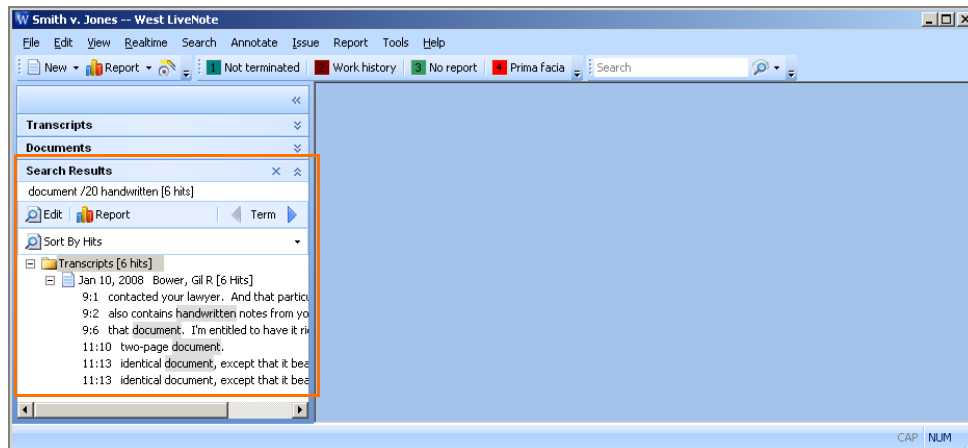 Smith v. Jones -- West LiveNote
File Edit View Realtime Search Annotate Issue Report Tools Help
New Report 1 Not terminated 2 Work history 3 No report 4 Prima facia Search
Transcripts
Documents
Search Results
document /20 handwritten [6 hits]
Edit Report Term
Sort By Hits
Transcripts [6 hits]
Jan 10, 2008 Bower, Gil R [6 Hits]
9:1 contacted your lawyer. And that particu
9:2 also contains handwritten notes from yo
9:6 that document. I'm entitled to have it ri
11:10 two-page document.
11:13 identical document, except that it bea
11:13 identical document, except that it bea
CAP NUM